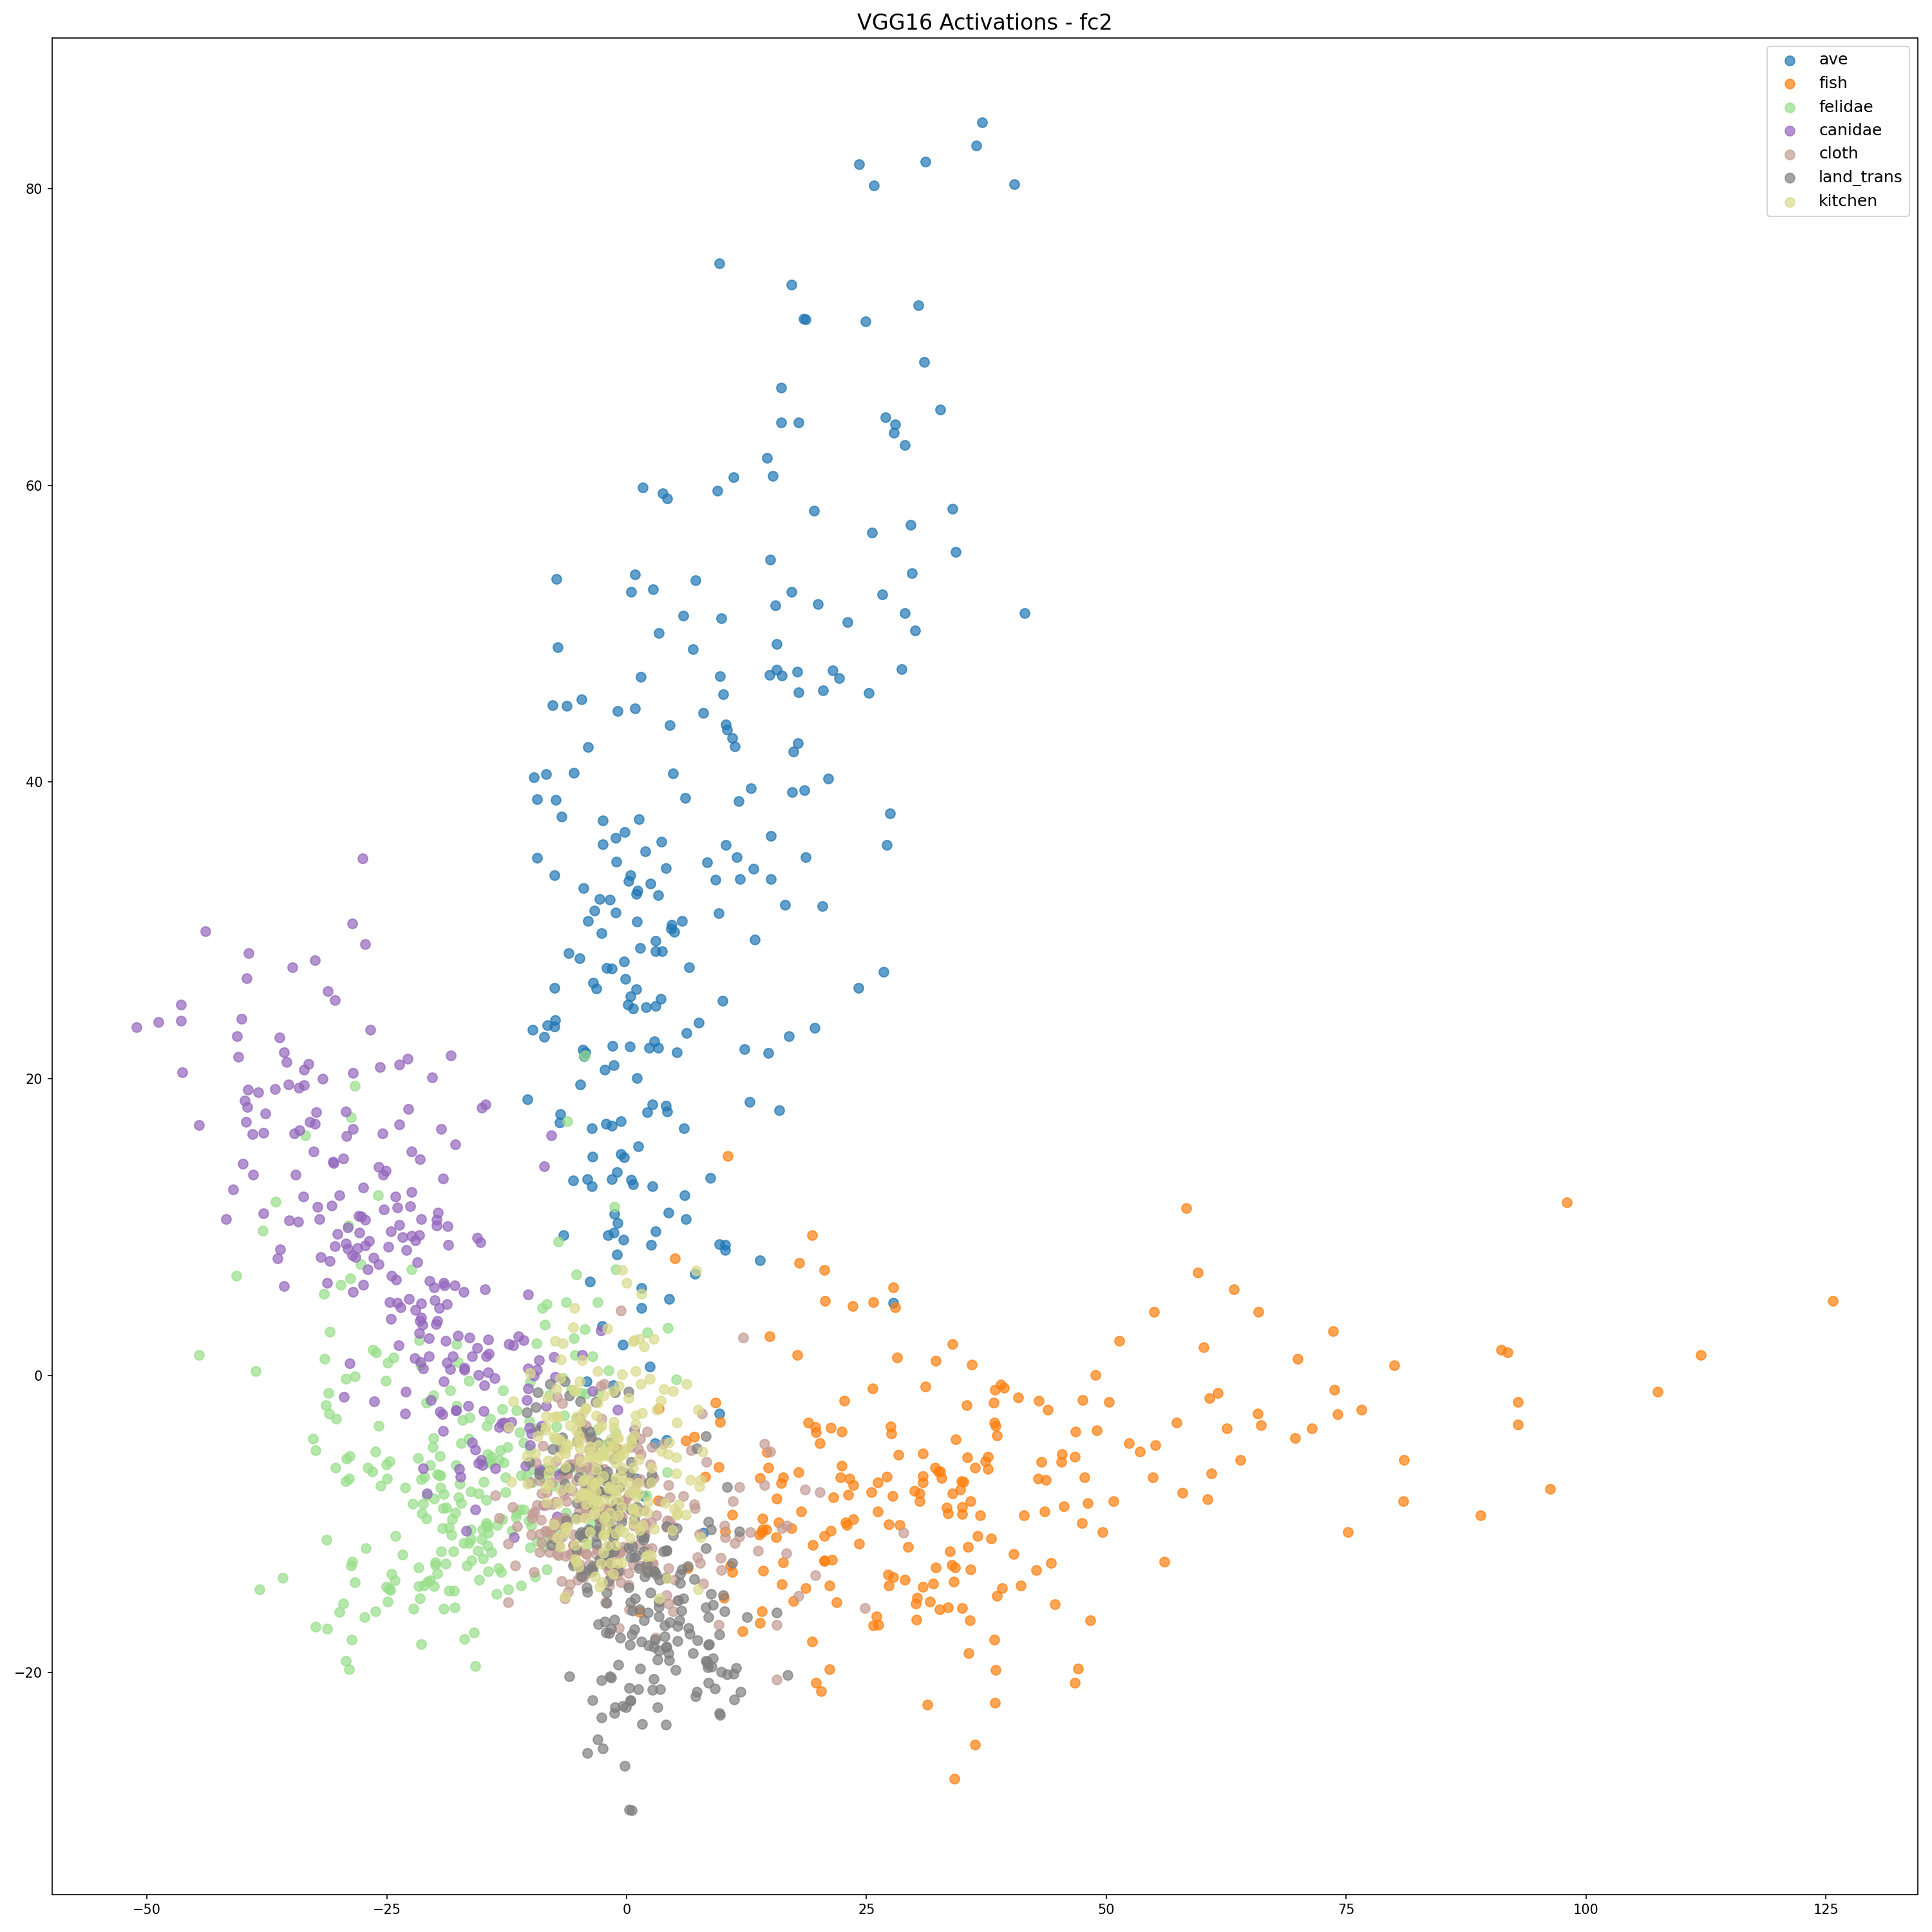 VGG16 Activations - fc2
ave
fish
felidae
canidae
cloth
land_trans
kitchen
80
60
40
20
0
−20
−50
−25
0
25
50
75
100
125